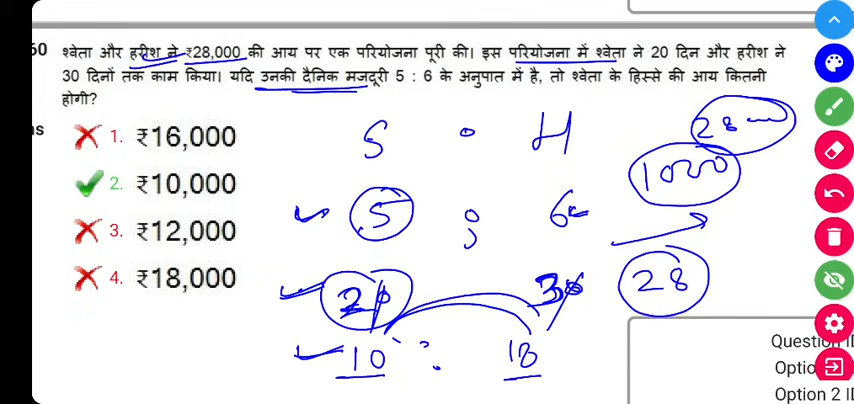 60 श्वेता और हरीश ने ₹28,000 की आय पर एक परियोजना पूरी की। इस परियोजना में श्वेता ने 20 दिन और हरीश ने
30 दिनों तक काम किया। यदि उनकी दैनिक मजदूरी 5 : 6 के अनुपात में है, तो श्वेता के हिस्से की आय कितनी
होगी?
ns
1. ₹16,000
2. ₹10,000
3. ₹12,000
4. ₹18,000
S : H
28000
1000
5 : 6
20 30
28
10 : 18
Question I
Optio
Option 2 I